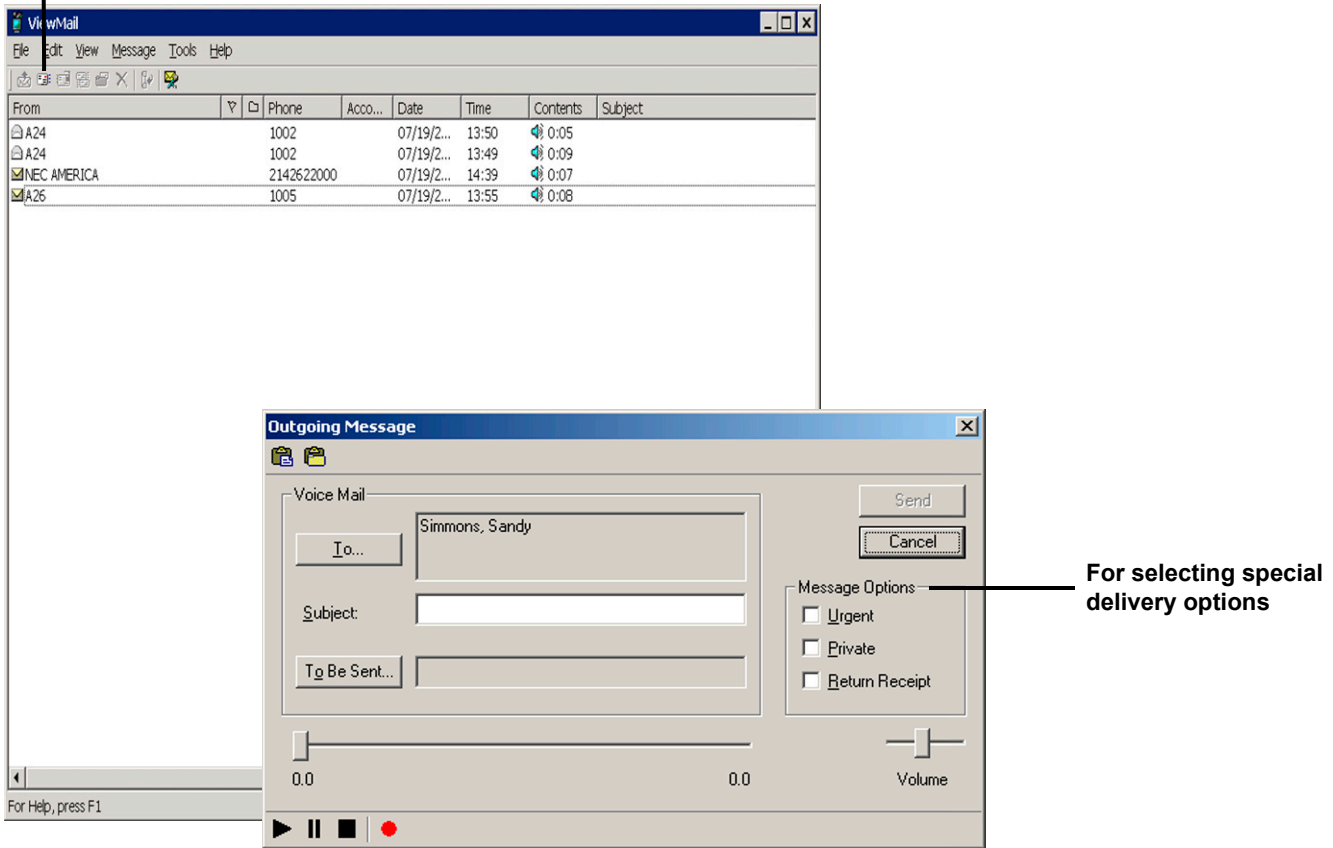 ViewMail
File Edit View Message Tools Help
From Phone Acco... Date Time Contents Subject
A24 1002 07/19/2... 13:50 0:05
A24 1002 07/19/2... 13:49 0:09
NEC AMERICA 2142622000 07/19/2... 14:39 0:07
A26 1005 07/19/2... 13:55 0:08
Outgoing Message
Voice Mail
Send
To... Simmons, Sandy
Cancel
For selecting special
delivery options
Message Options
Subject:
Urgent
Private
To Be Sent...
Return Receipt
0.0 0.0 Volume
For Help, press F1